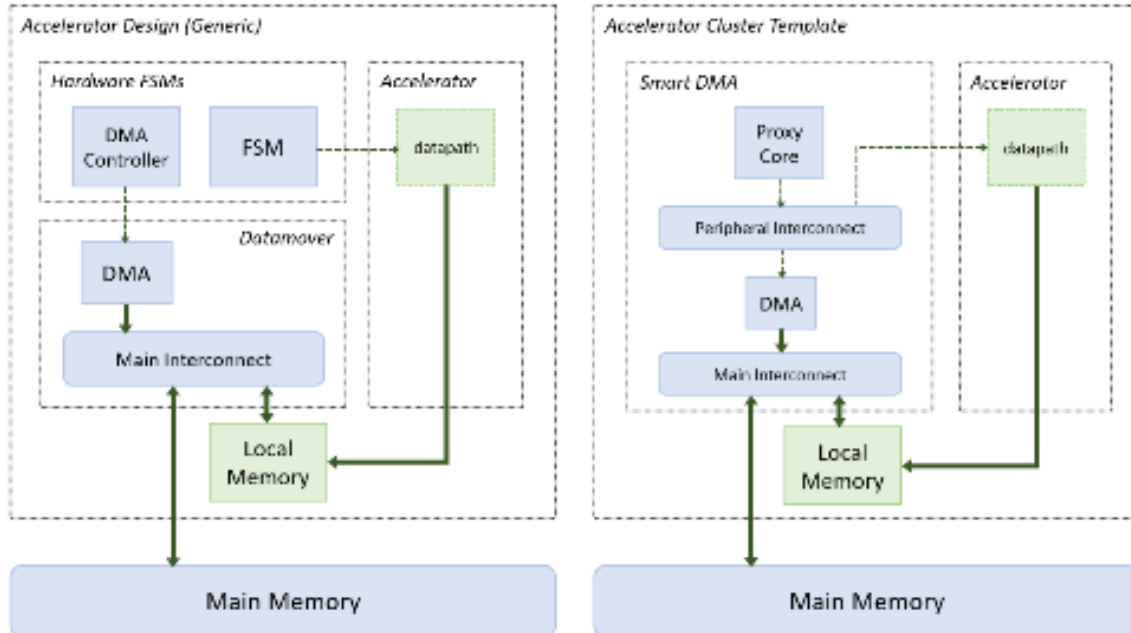 Accelerator Design (Generic)
Hardware FSMs
DMA
Controller
FSM
Accelerator
datapath
Datamover
DMA
Main Interconnect
Local
Memory
Main Memory
Accelerator Cluster Template
Smart DMA
Proxy
Core
Accelerator
datapath
Peripheral Interconnect
DMA
Main Interconnect
Local
Memory
Main Memory